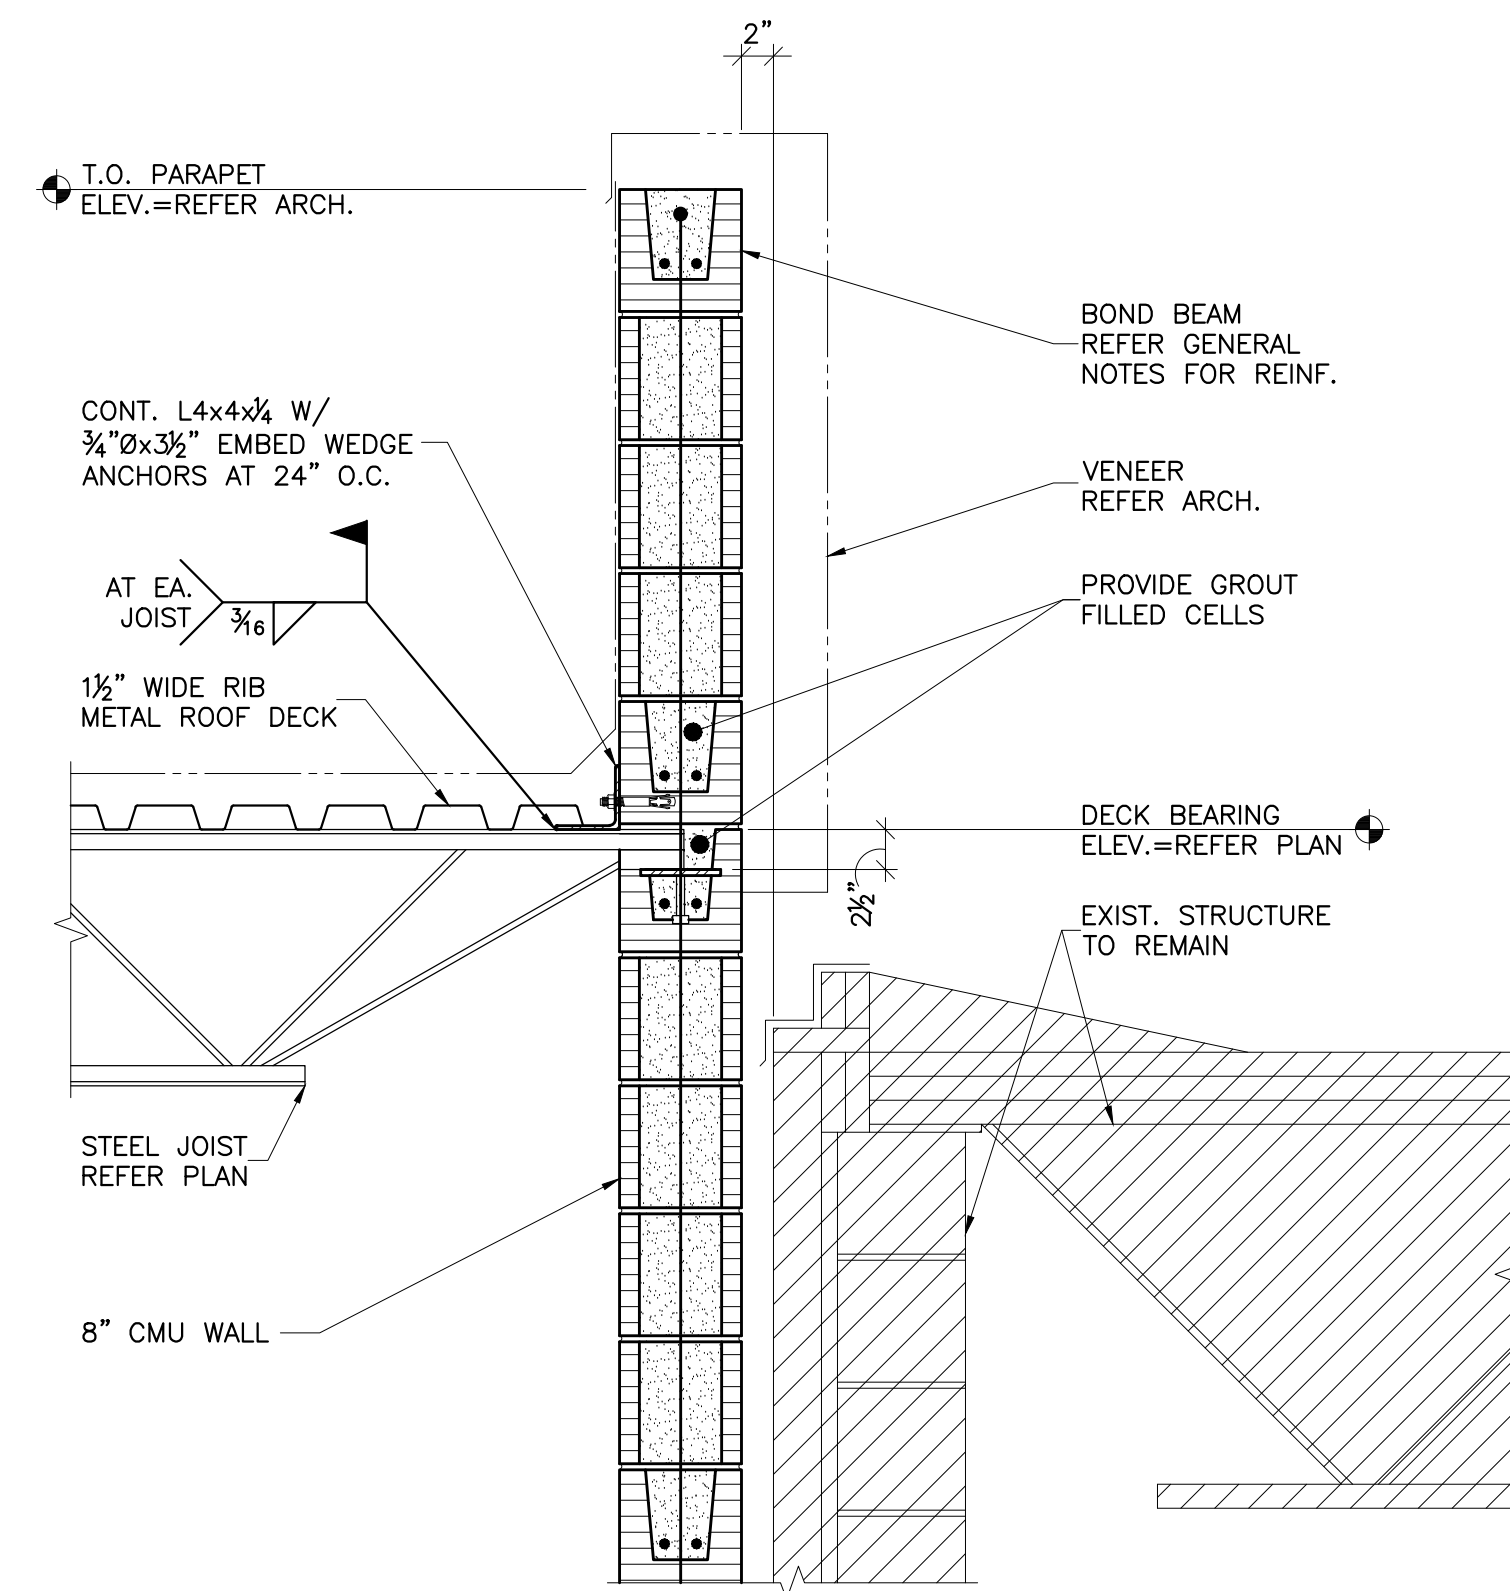 2"
T.O. PARAPET
ELEV.=REFER ARCH.
BOND BEAM
REFER GENERAL
NOTES FOR REINF.
CONT. L4x4x¼ W/
¾"Øx3½" EMBED WEDGE
ANCHORS AT 24" O.C.
VENEER
REFER ARCH.
AT EA.
JOIST
3/16
PROVIDE GROUT
FILLED CELLS
1½" WIDE RIB
METAL ROOF DECK
DECK BEARING
ELEV.=REFER PLAN
2½"
EXIST. STRUCTURE
TO REMAIN
STEEL JOIST
REFER PLAN
8" CMU WALL